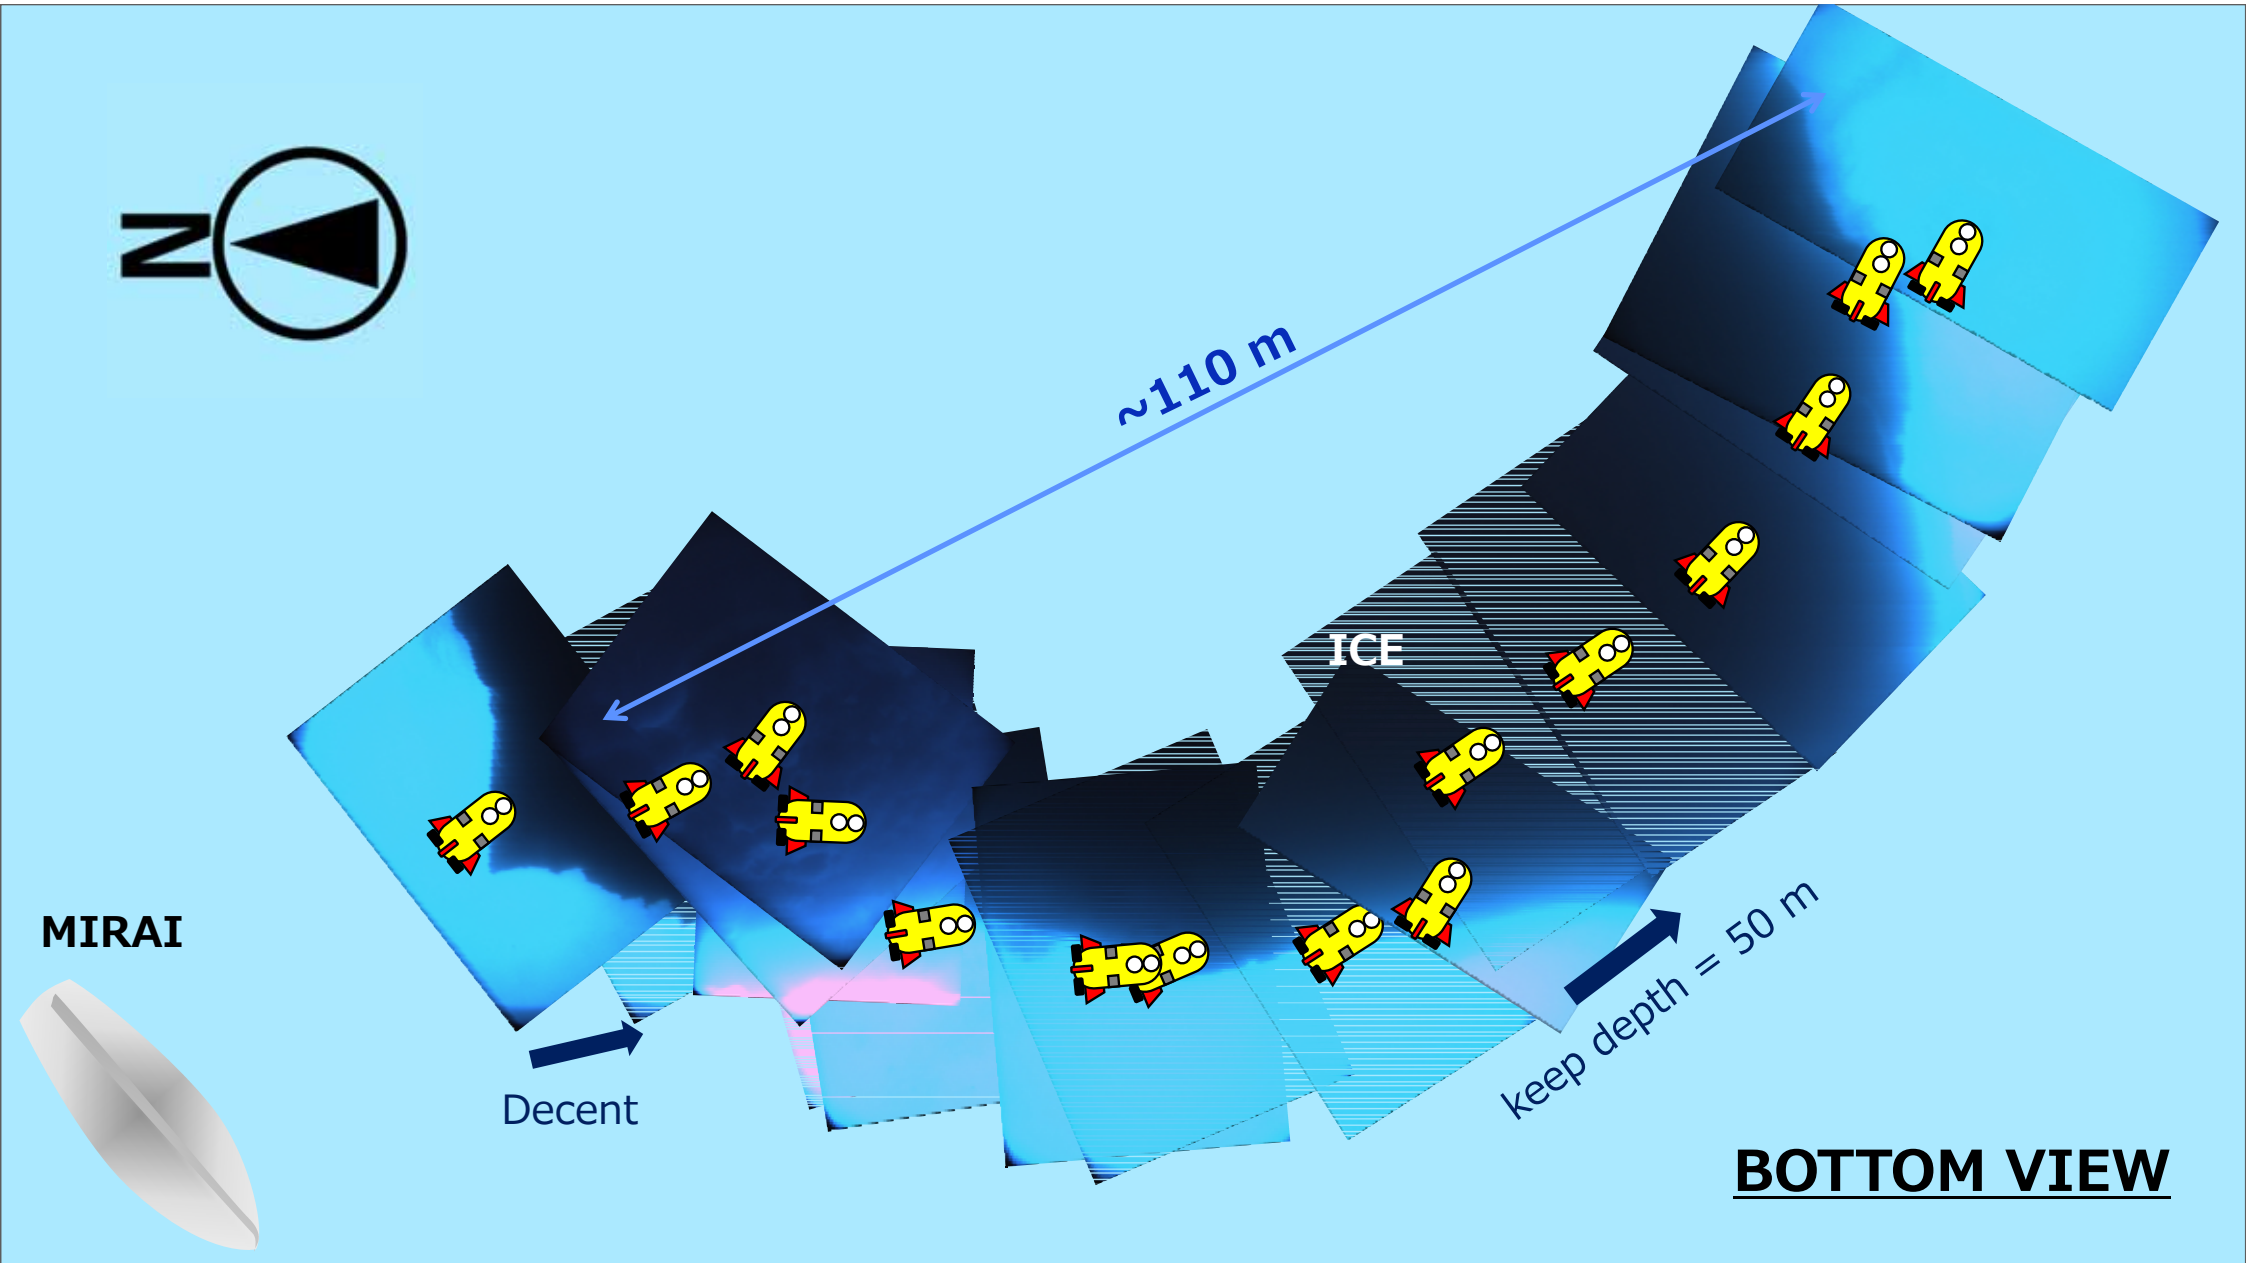 N
~110 m
ICE
MIRAI
Decent
keep depth = 50 m
BOTTOM VIEW